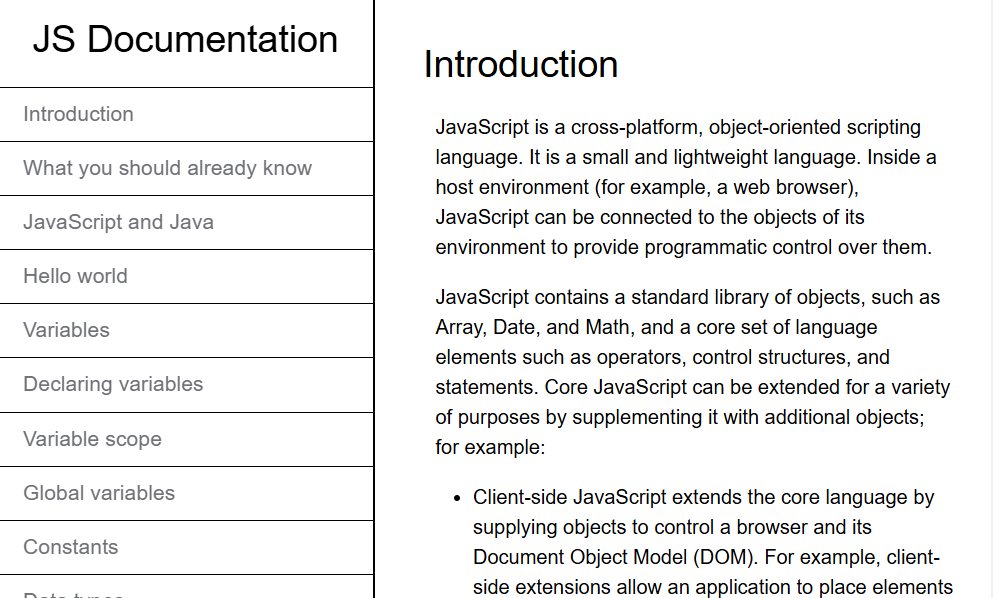 JS Documentation
Introduction
What you should already know
JavaScript and Java
Hello world
Variables
Declaring variables
Variable scope
Global variables
Constants
Data types
Introduction
JavaScript is a cross-platform, object-oriented scripting
language. It is a small and lightweight language. Inside a
host environment (for example, a web browser),
JavaScript can be connected to the objects of its
environment to provide programmatic control over them.
JavaScript contains a standard library of objects, such as
Array, Date, and Math, and a core set of language
elements such as operators, control structures, and
statements. Core JavaScript can be extended for a variety
of purposes by supplementing it with additional objects;
for example:
• Client-side JavaScript extends the core language by
supplying objects to control a browser and its
Document Object Model (DOM). For example, client-
side extensions allow an application to place elements